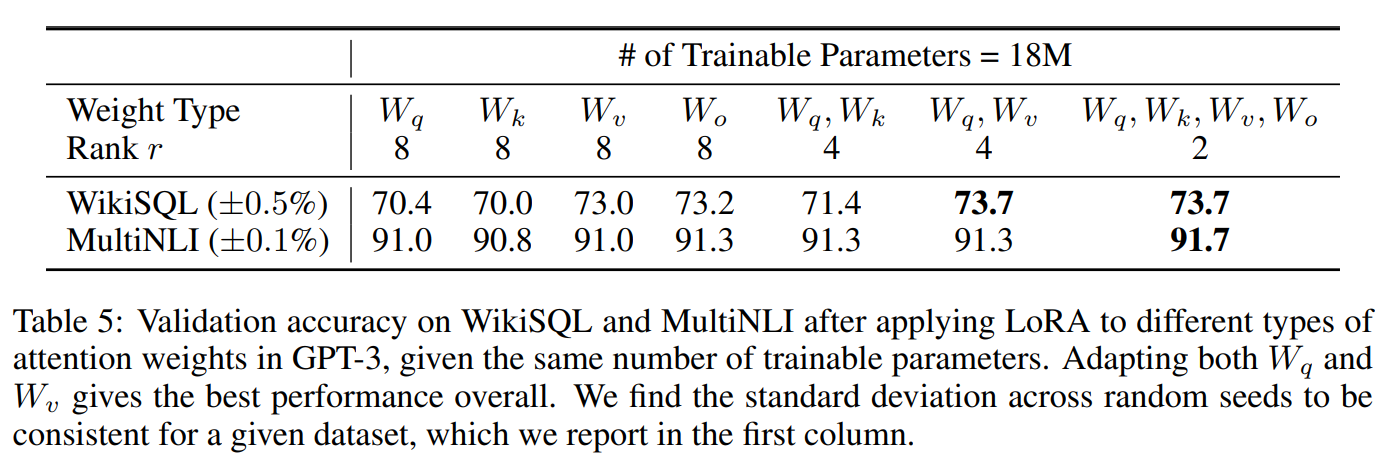 # of Trainable Parameters = 18M
Weight Type W_q W_k W_v W_o W_q, W_k W_q, W_v W_q, W_k, W_v, W_o
Rank r 8 8 8 8 4 4 2
WikiSQL (±0.5%) 70.4 70.0 73.0 73.2 71.4 73.7 73.7
MultiNLI (±0.1%) 91.0 90.8 91.0 91.3 91.3 91.3 91.7
Table 5: Validation accuracy on WikiSQL and MultiNLI after applying LoRA to different types of
attention weights in GPT-3, given the same number of trainable parameters. Adapting both W_q and
W_v gives the best performance overall. We find the standard deviation across random seeds to be
consistent for a given dataset, which we report in the first column.